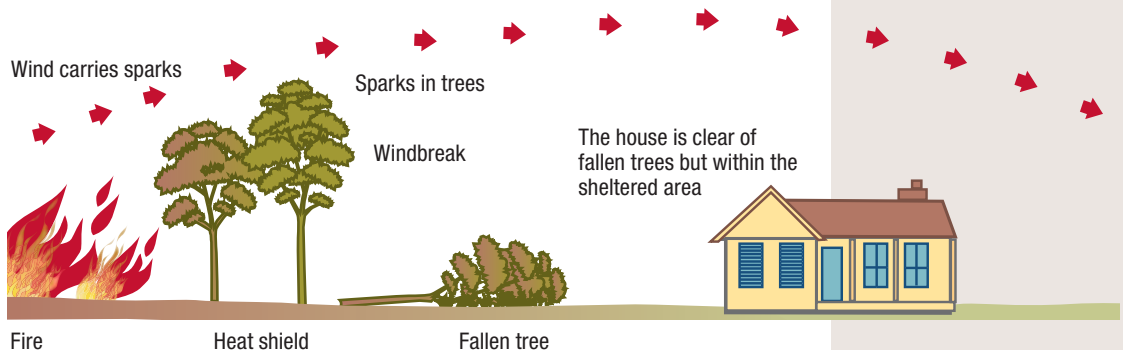 Wind carries sparks
Sparks in trees
Windbreak
The house is clear of
fallen trees but within the
sheltered area
Fire
Heat shield
Fallen tree